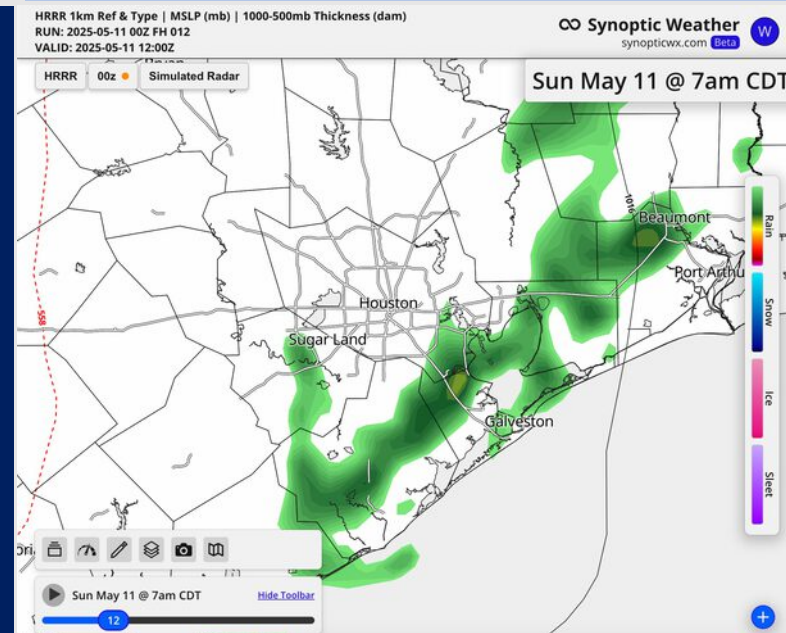 HRRR 1km Ref & Type | MSLP (mb) | 1000-500mb Thickness (dam)
RUN: 2025-05-11 00Z FH 012
VALID: 2025-05-11 12:00Z
Synoptic Weather
synopticwx.com Beta
W
HRRR
00z
Simulated Radar
Sun May 11 @ 7am CDT
1016
Beaumont
Rain
Port Arthu
Houston
558
Sugar Land
Snow
Ice
Galveston
Sleet
Sun May 11 @ 7am CDT
Hide Toolbar
12